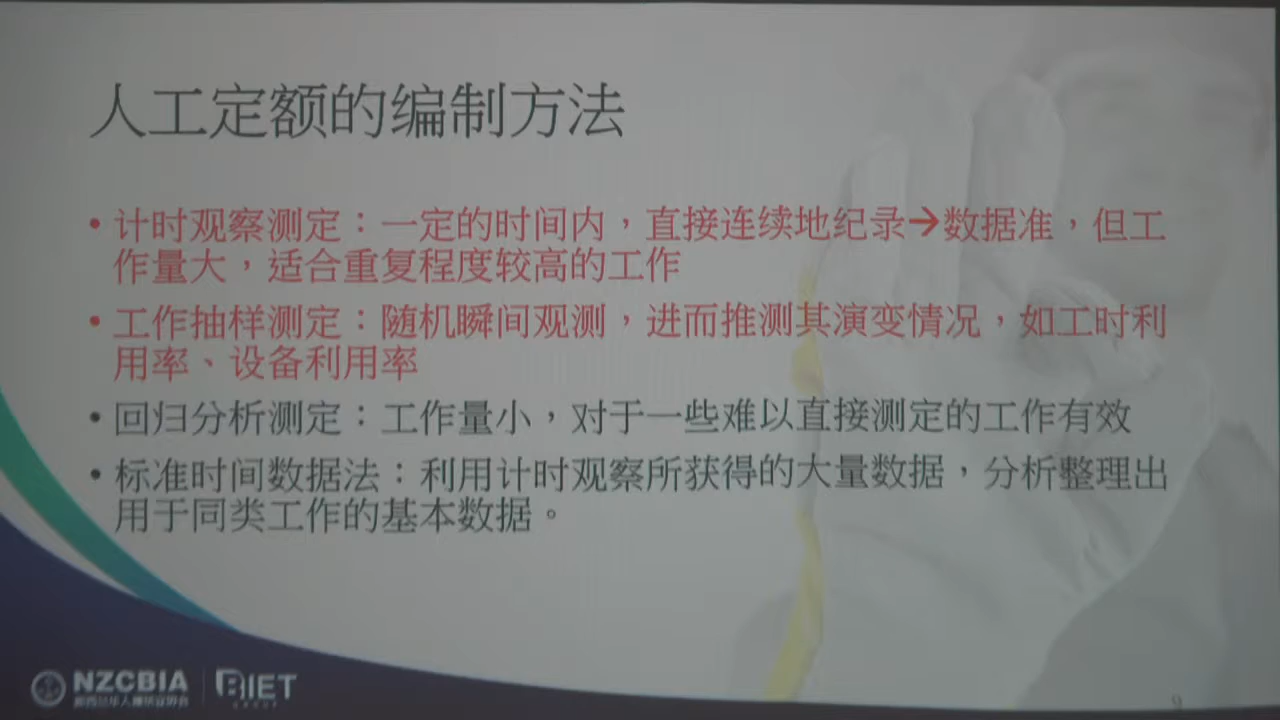 人工定额的编制方法
• 计时观察测定：一定的时间内，直接连续地纪录→数据准，但工
作量大，适合重复程度较高的工作
• 工作抽样测定：随机瞬间观测，进而推测其演变情况，如工时利
用率、设备利用率
• 回归分析测定：工作量小，对于一些难以直接测定的工作有效
• 标准时间数据法：利用计时观察所获得的大量数据，分析整理出
用于同类工作的基本数据。
NZCBIA
BIET
9